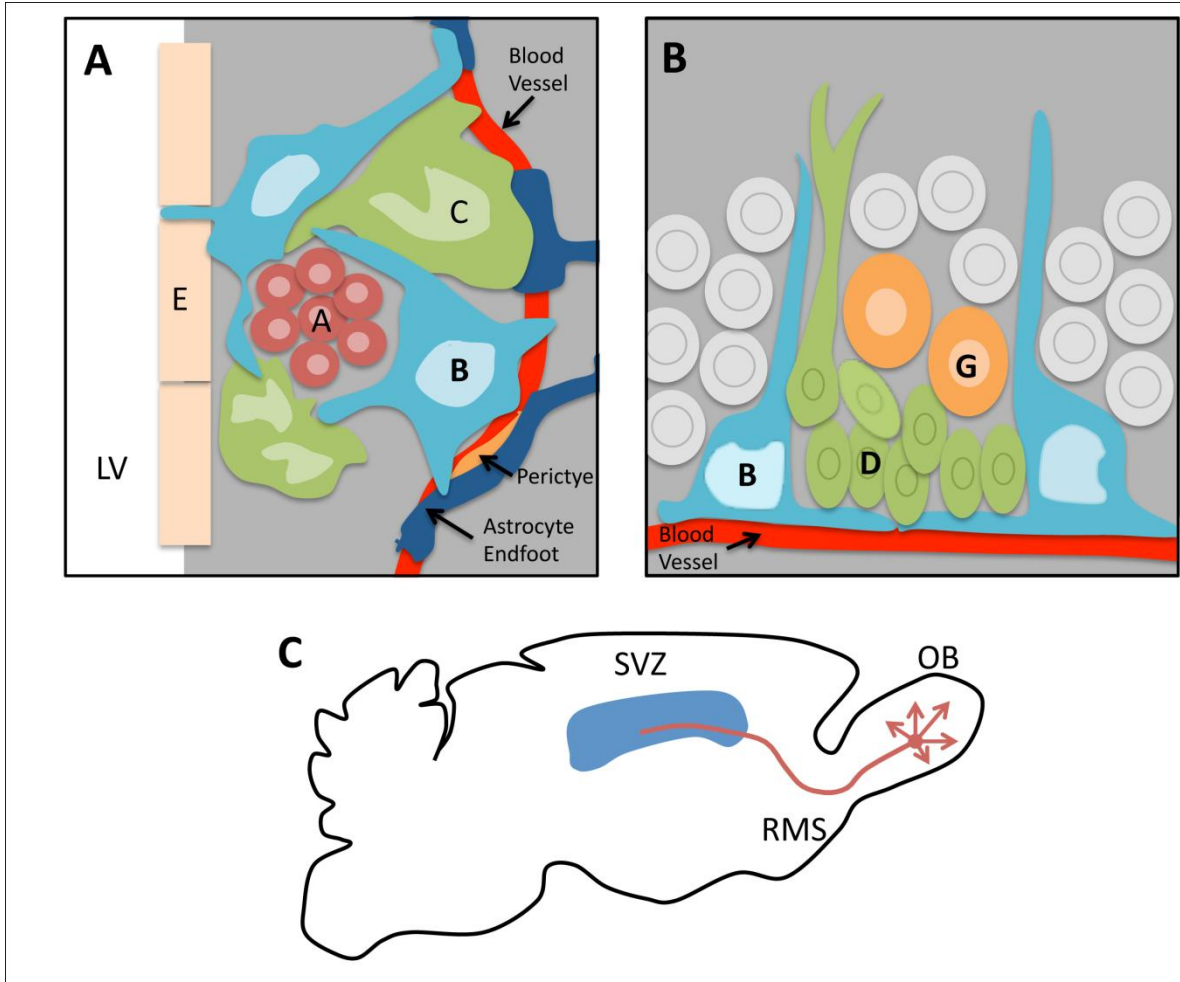 A
Blood
Vessel
C
E
A
B
LV
Perictye
Astrocyte
Endfoot
B
G
B
D
Blood
Vessel
C
SVZ
OB
RMS